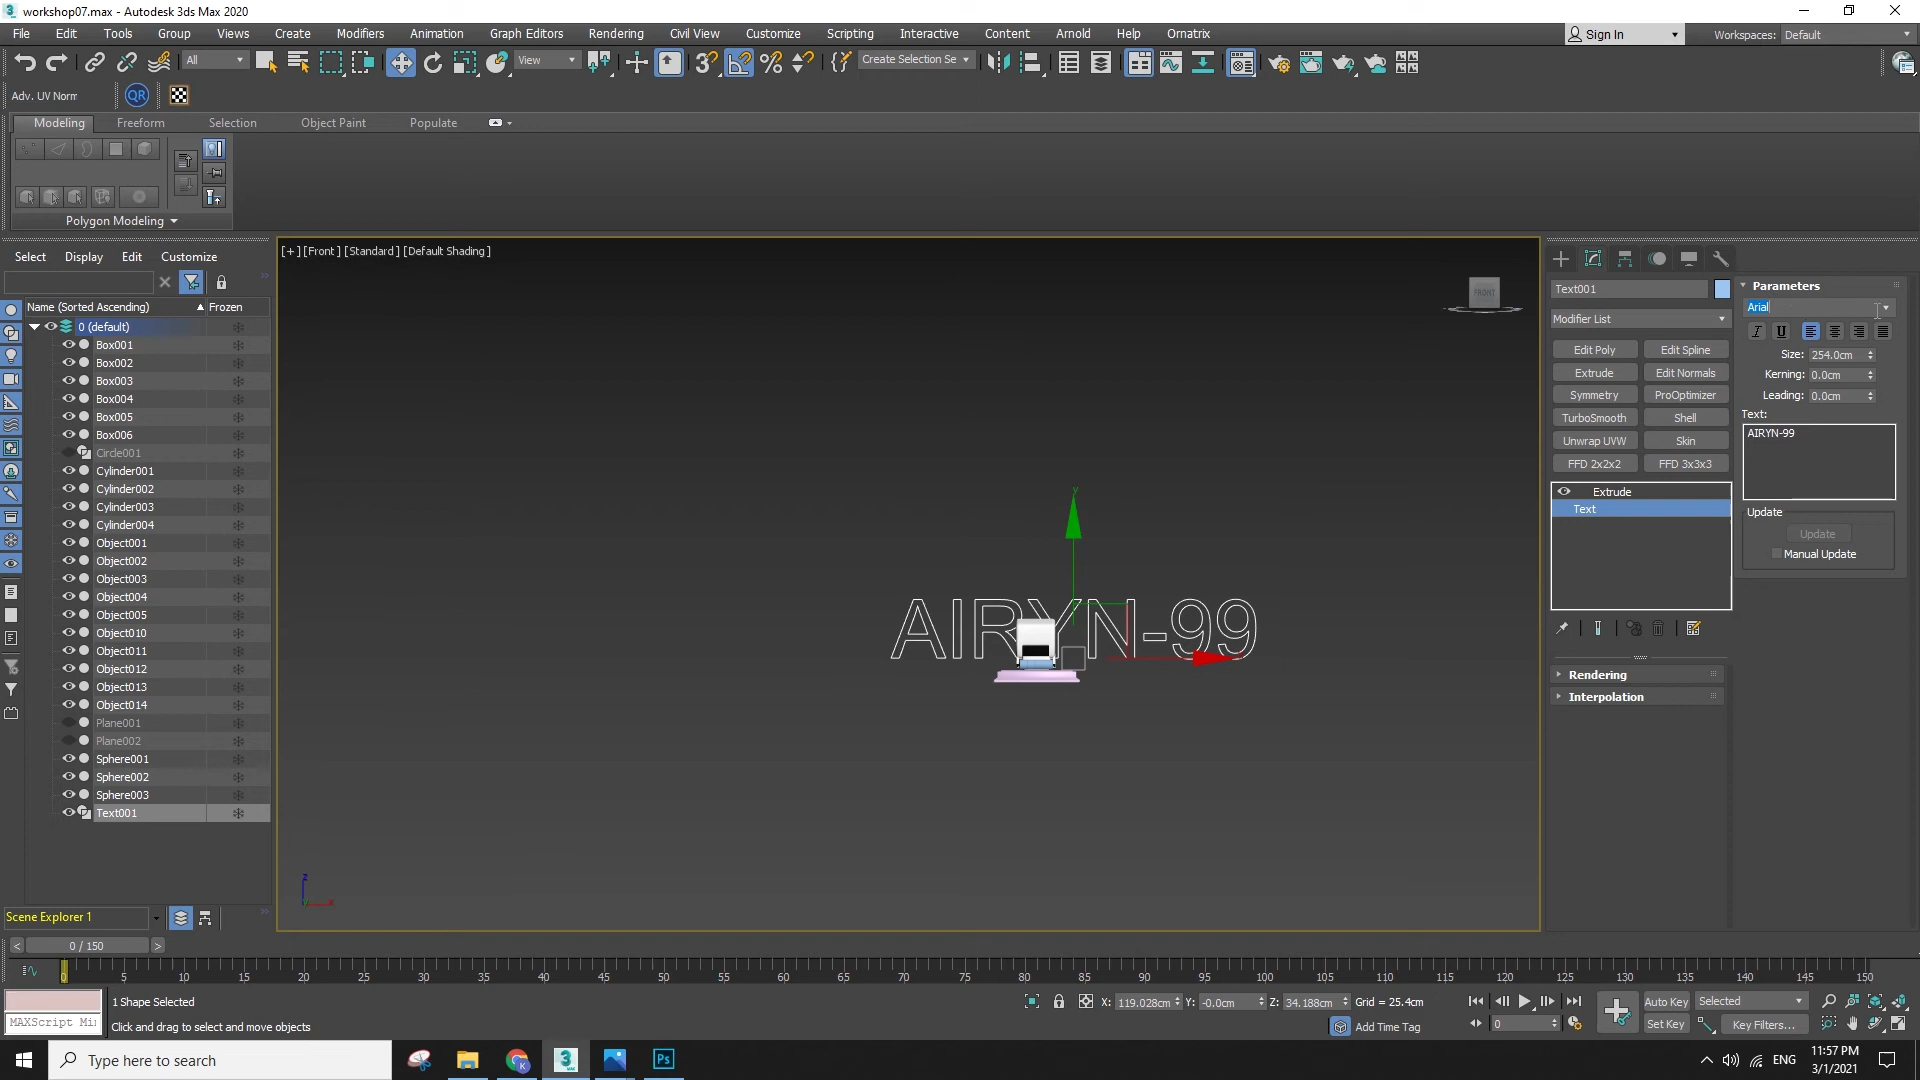 workshop07.max - Autodesk 3ds Max 2020
File Edit Tools Group Views Create Modifiers Animation Graph Editors Rendering Civil View Customize Scripting Interactive Content Arnold Help Ornatrix
Sign In
Workspaces: Default
All
View
Create Selection Se
Adv. UV Norm
QR
Modeling Freeform Selection Object Paint Populate
Polygon Modeling
Select Display Edit Customize
Name (Sorted Ascending) Frozen
0 (default)
Box001
Box002
Box003
Box004
Box005
Box006
Circle001
Cylinder001
Cylinder002
Cylinder003
Cylinder004
Object001
Object002
Object003
Object004
Object005
Object010
Object011
Object012
Object013
Object014
Plane001
Plane002
Sphere001
Sphere002
Sphere003
Text001
Scene Explorer 1
[+] [Front] [Standard] [Default Shading]
FRONT
AIRYN-99
y
z
x
Text001
Modifier List
Edit Poly Edit Spline
Extrude Edit Normals
Symmetry ProOptimizer
TurboSmooth Shell
Unwrap UVW Skin
FFD 2x2x2 FFD 3x3x3
Extrude
Text
Rendering
Interpolation
Parameters
Arial
I U
Size: 254.0cm
Kerning: 0.0cm
Leading: 0.0cm
Text:
AIRYN-99
Update
Update
Manual Update
< 0 / 150 >
0 5 10 15 20 25 30 35 40 45 50 55 60 65 70 75 80 85 90 95 100 105 110 115 120 125 130 135 140 145 150
1 Shape Selected
MAXScript Mi
Click and drag to select and move objects
X: 119.028cm Y: -0.0cm Z: 34.188cm Grid = 25.4cm
Add Time Tag
0
Auto Key Selected
Set Key Key Filters...
Type here to search
3
Ps
ENG
11:57 PM
3/1/2021